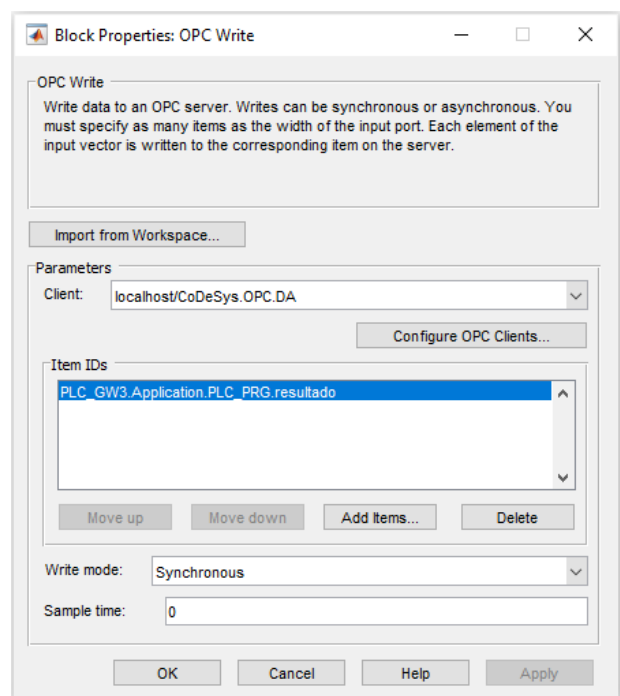 Block Properties: OPC Write
OPC Write
Write data to an OPC server. Writes can be synchronous or asynchronous. You
must specify as many items as the width of the input port. Each element of the
input vector is written to the corresponding item on the server.
Import from Workspace...
Parameters
Client: localhost/CoDeSys.OPC.DA
Configure OPC Clients...
Item IDs
PLC_GW3.Application.PLC_PRG.resultado
Move up Move down Add Items... Delete
Write mode: Synchronous
Sample time: 0
OK Cancel Help Apply